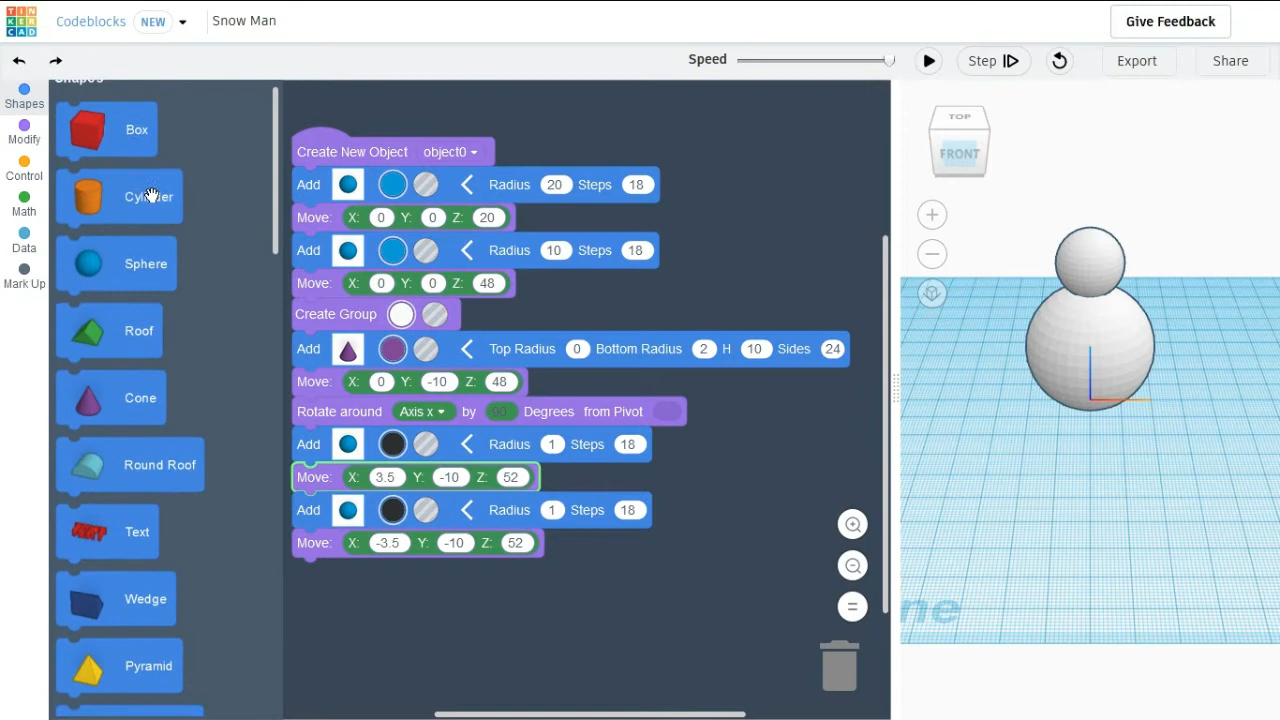 TIN
KER
CAD
Codeblocks NEW Snow Man
Give Feedback
Speed
Step
Export
Share
Shapes
Modify
Control
Math
Data
Mark Up
Shapes
Box
Cylinder
Sphere
Roof
Cone
Round Roof
Text
Wedge
Pyramid
Create New Object object0
Add Radius 20 Steps 18
Move: X: 0 Y: 0 Z: 20
Add Radius 10 Steps 18
Move: X: 0 Y: 0 Z: 48
Create Group
Add Top Radius 0 Bottom Radius 2 H 10 Sides 24
Move: X: 0 Y: -10 Z: 48
Rotate around Axis x by 90 Degrees from Pivot
Add Radius 1 Steps 18
Move: X: 3.5 Y: -10 Z: 52
Add Radius 1 Steps 18
Move: X: -3.5 Y: -10 Z: 52
TOP
FRONT
ne